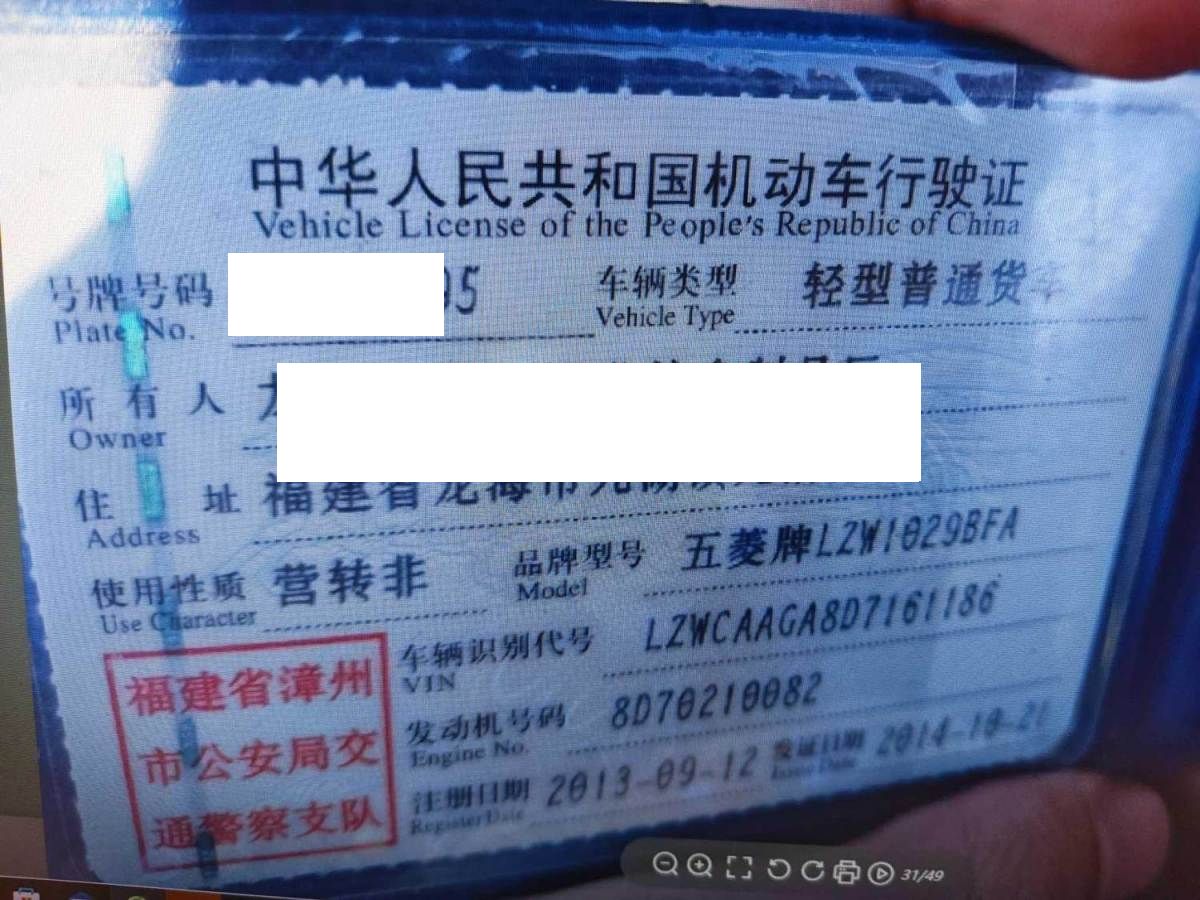 中华人民共和国机动车行驶证
Vehicle License of the People's Republic of China
号牌号码 5 车辆类型 轻型普通货车
Plate No. Vehicle Type
所有人
Owner
住址 福建省龙海市
Address
使用性质 营转非 品牌型号 五菱牌LZW1029BFA
Use Character Model
车辆识别代号 LZWCAAGA8D7161186
VIN
发动机号码 8D70210082
Engine No.
注册日期 2013-09-12 发证日期 2014-10-2
Register Date Issue Date
福建省漳州
市公安局交
通警察支队
31/49